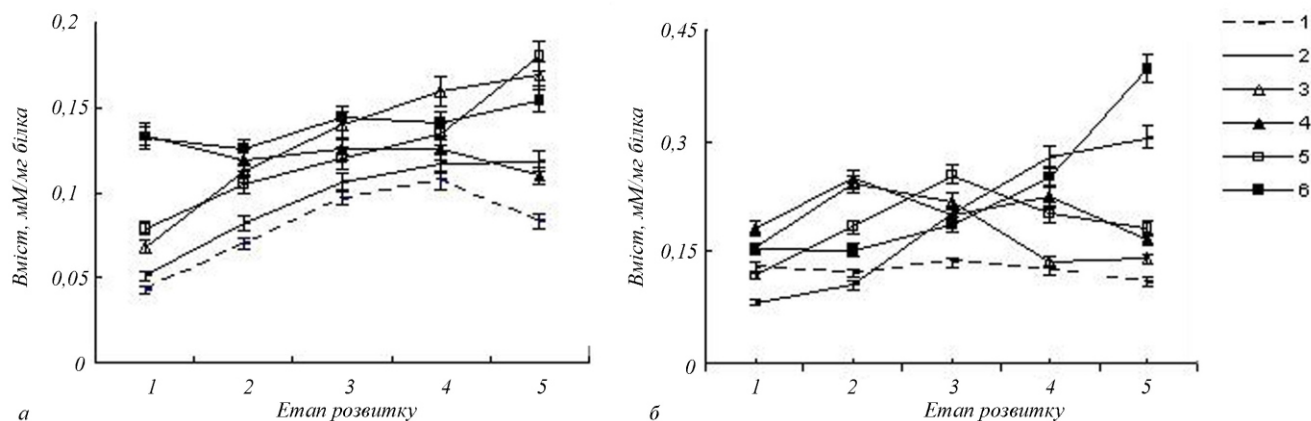 0,2
0,15
0,1
0,05
0
Вміст, мМ/мг білка
1 2 3 4 5
а
Етап розвитку
0,45
0,3
0,15
0
Вміст, мМ/мг білка
1 2 3 4 5
б
Етап розвитку
1
2
3
4
5
6